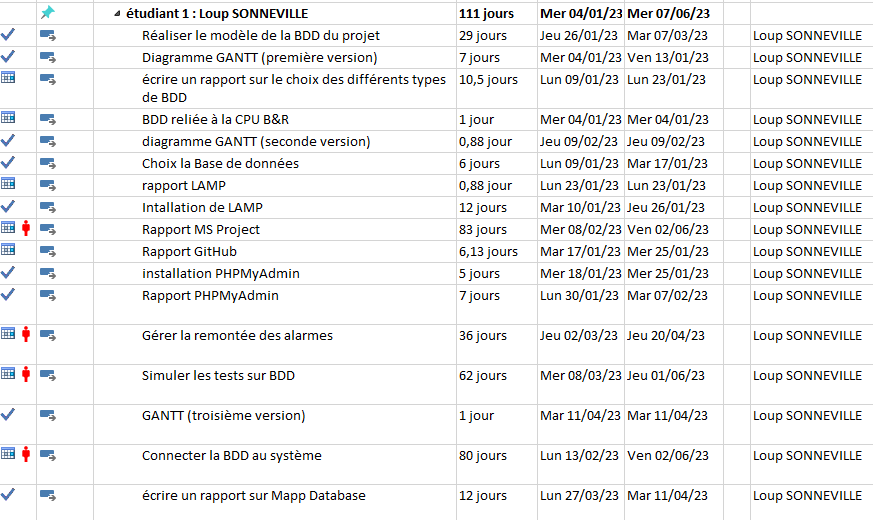 étudiant 1 : Loup SONNEVILLE 111 jours Mer 04/01/23 Mer 07/06/23
Réaliser le modèle de la BDD du projet 29 jours Jeu 26/01/23 Mar 07/03/23 Loup SONNEVILLE
Diagramme GANTT (première version) 7 jours Mer 04/01/23 Ven 13/01/23 Loup SONNEVILLE
écrire un rapport sur le choix des différents types 10,5 jours Lun 09/01/23 Lun 23/01/23 Loup SONNEVILLE
de BDD
BDD reliée à la CPU B&R 1 jour Mer 04/01/23 Mer 04/01/23 Loup SONNEVILLE
diagramme GANTT (seconde version) 0,88 jour Jeu 09/02/23 Jeu 09/02/23 Loup SONNEVILLE
Choix la Base de données 6 jours Lun 09/01/23 Mar 17/01/23 Loup SONNEVILLE
rapport LAMP 0,88 jour Lun 23/01/23 Lun 23/01/23 Loup SONNEVILLE
Intallation de LAMP 12 jours Mar 10/01/23 Jeu 26/01/23 Loup SONNEVILLE
Rapport MS Project 83 jours Mer 08/02/23 Ven 02/06/23 Loup SONNEVILLE
Rapport GitHub 6,13 jours Mar 17/01/23 Mer 25/01/23 Loup SONNEVILLE
installation PHPMyAdmin 5 jours Mer 18/01/23 Mer 25/01/23 Loup SONNEVILLE
Rapport PHPMyAdmin 7 jours Lun 30/01/23 Mar 07/02/23 Loup SONNEVILLE
Gérer la remontée des alarmes 36 jours Jeu 02/03/23 Jeu 20/04/23 Loup SONNEVILLE
Simuler les tests sur BDD 62 jours Mer 08/03/23 Jeu 01/06/23 Loup SONNEVILLE
GANTT (troisième version) 1 jour Mar 11/04/23 Mar 11/04/23 Loup SONNEVILLE
Connecter la BDD au système 80 jours Lun 13/02/23 Ven 02/06/23 Loup SONNEVILLE
écrire un rapport sur Mapp Database 12 jours Lun 27/03/23 Mar 11/04/23 Loup SONNEVILLE